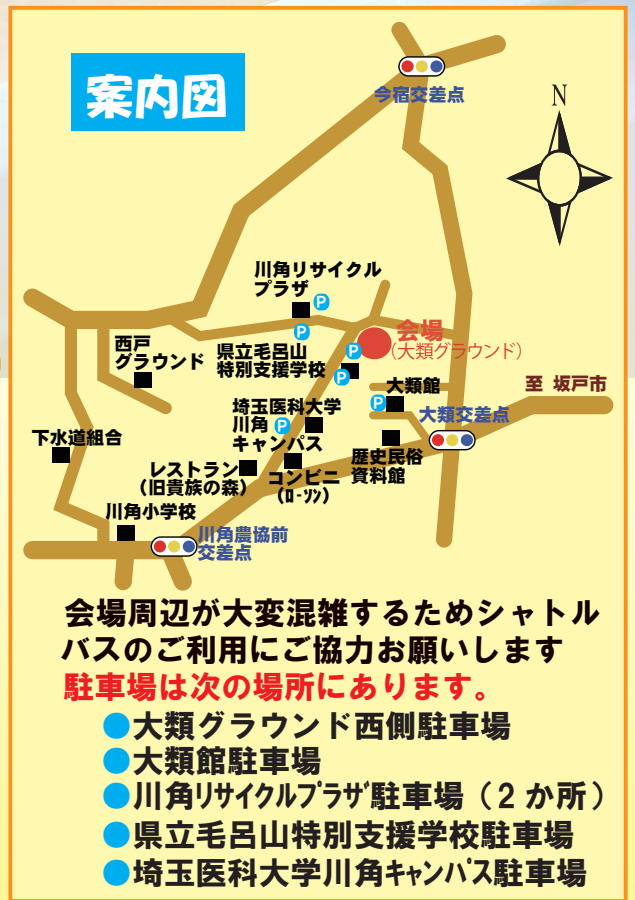 案内図
今宿交差点
N
川角リサイクル
プラザ
P
P
西戸
グラウンド
県立毛呂山
特別支援学校
P
P
会場
(大類グラウンド)
至 坂戸市
大類館
P
大類交差点
埼玉医科大学
川角 P
キャンパス
下水道組合
レストラン
(旧貴族の森)
コンビニ
(ﾛ-ｿﾝ)
歴史民俗
資料館
川角小学校
川角農協前
交差点
会場周辺が大変混雑するためシャトル
バスのご利用にご協力お願いします
駐車場は次の場所にあります。
●大類グラウンド西側駐車場
●大類館駐車場
●川角ﾘｻｲｸﾙﾌﾟﾗｻﾞ駐車場（２か所）
●県立毛呂山特別支援学校駐車場
●埼玉医科大学川角ｷｬﾝﾊﾟｽ駐車場